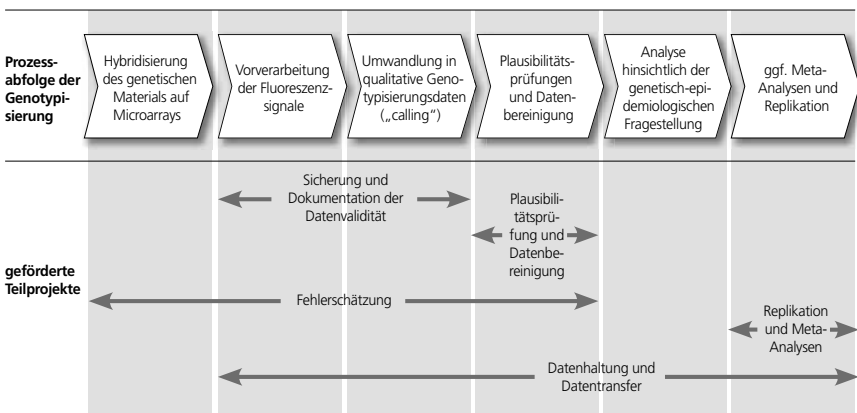 Prozess-
abfolge der
Genotypi-
sierung
Hybridisierung
des genetischen
Materials auf
Microarrays
Vorverarbeitung
der Fluoreszenz-
signale
Umwandlung in
qualitative Geno-
typisierungsdaten
(„calling“)
Plausibilitäts-
prüfungen
und Daten-
bereinigung
Analyse
hinsichtlich der
genetisch-epi-
demiologischen
Fragestellung
ggf. Meta-
Analysen und
Replikation
geförderte
Teilprojekte
Sicherung und
Dokumentation der
Datenvalidität
Plausibili-
tätsprü-
fung und
Datenbe-
reinigung
Fehlerschätzung
Replikation
und Meta-
Analysen
Datenhaltung und
Datentransfer